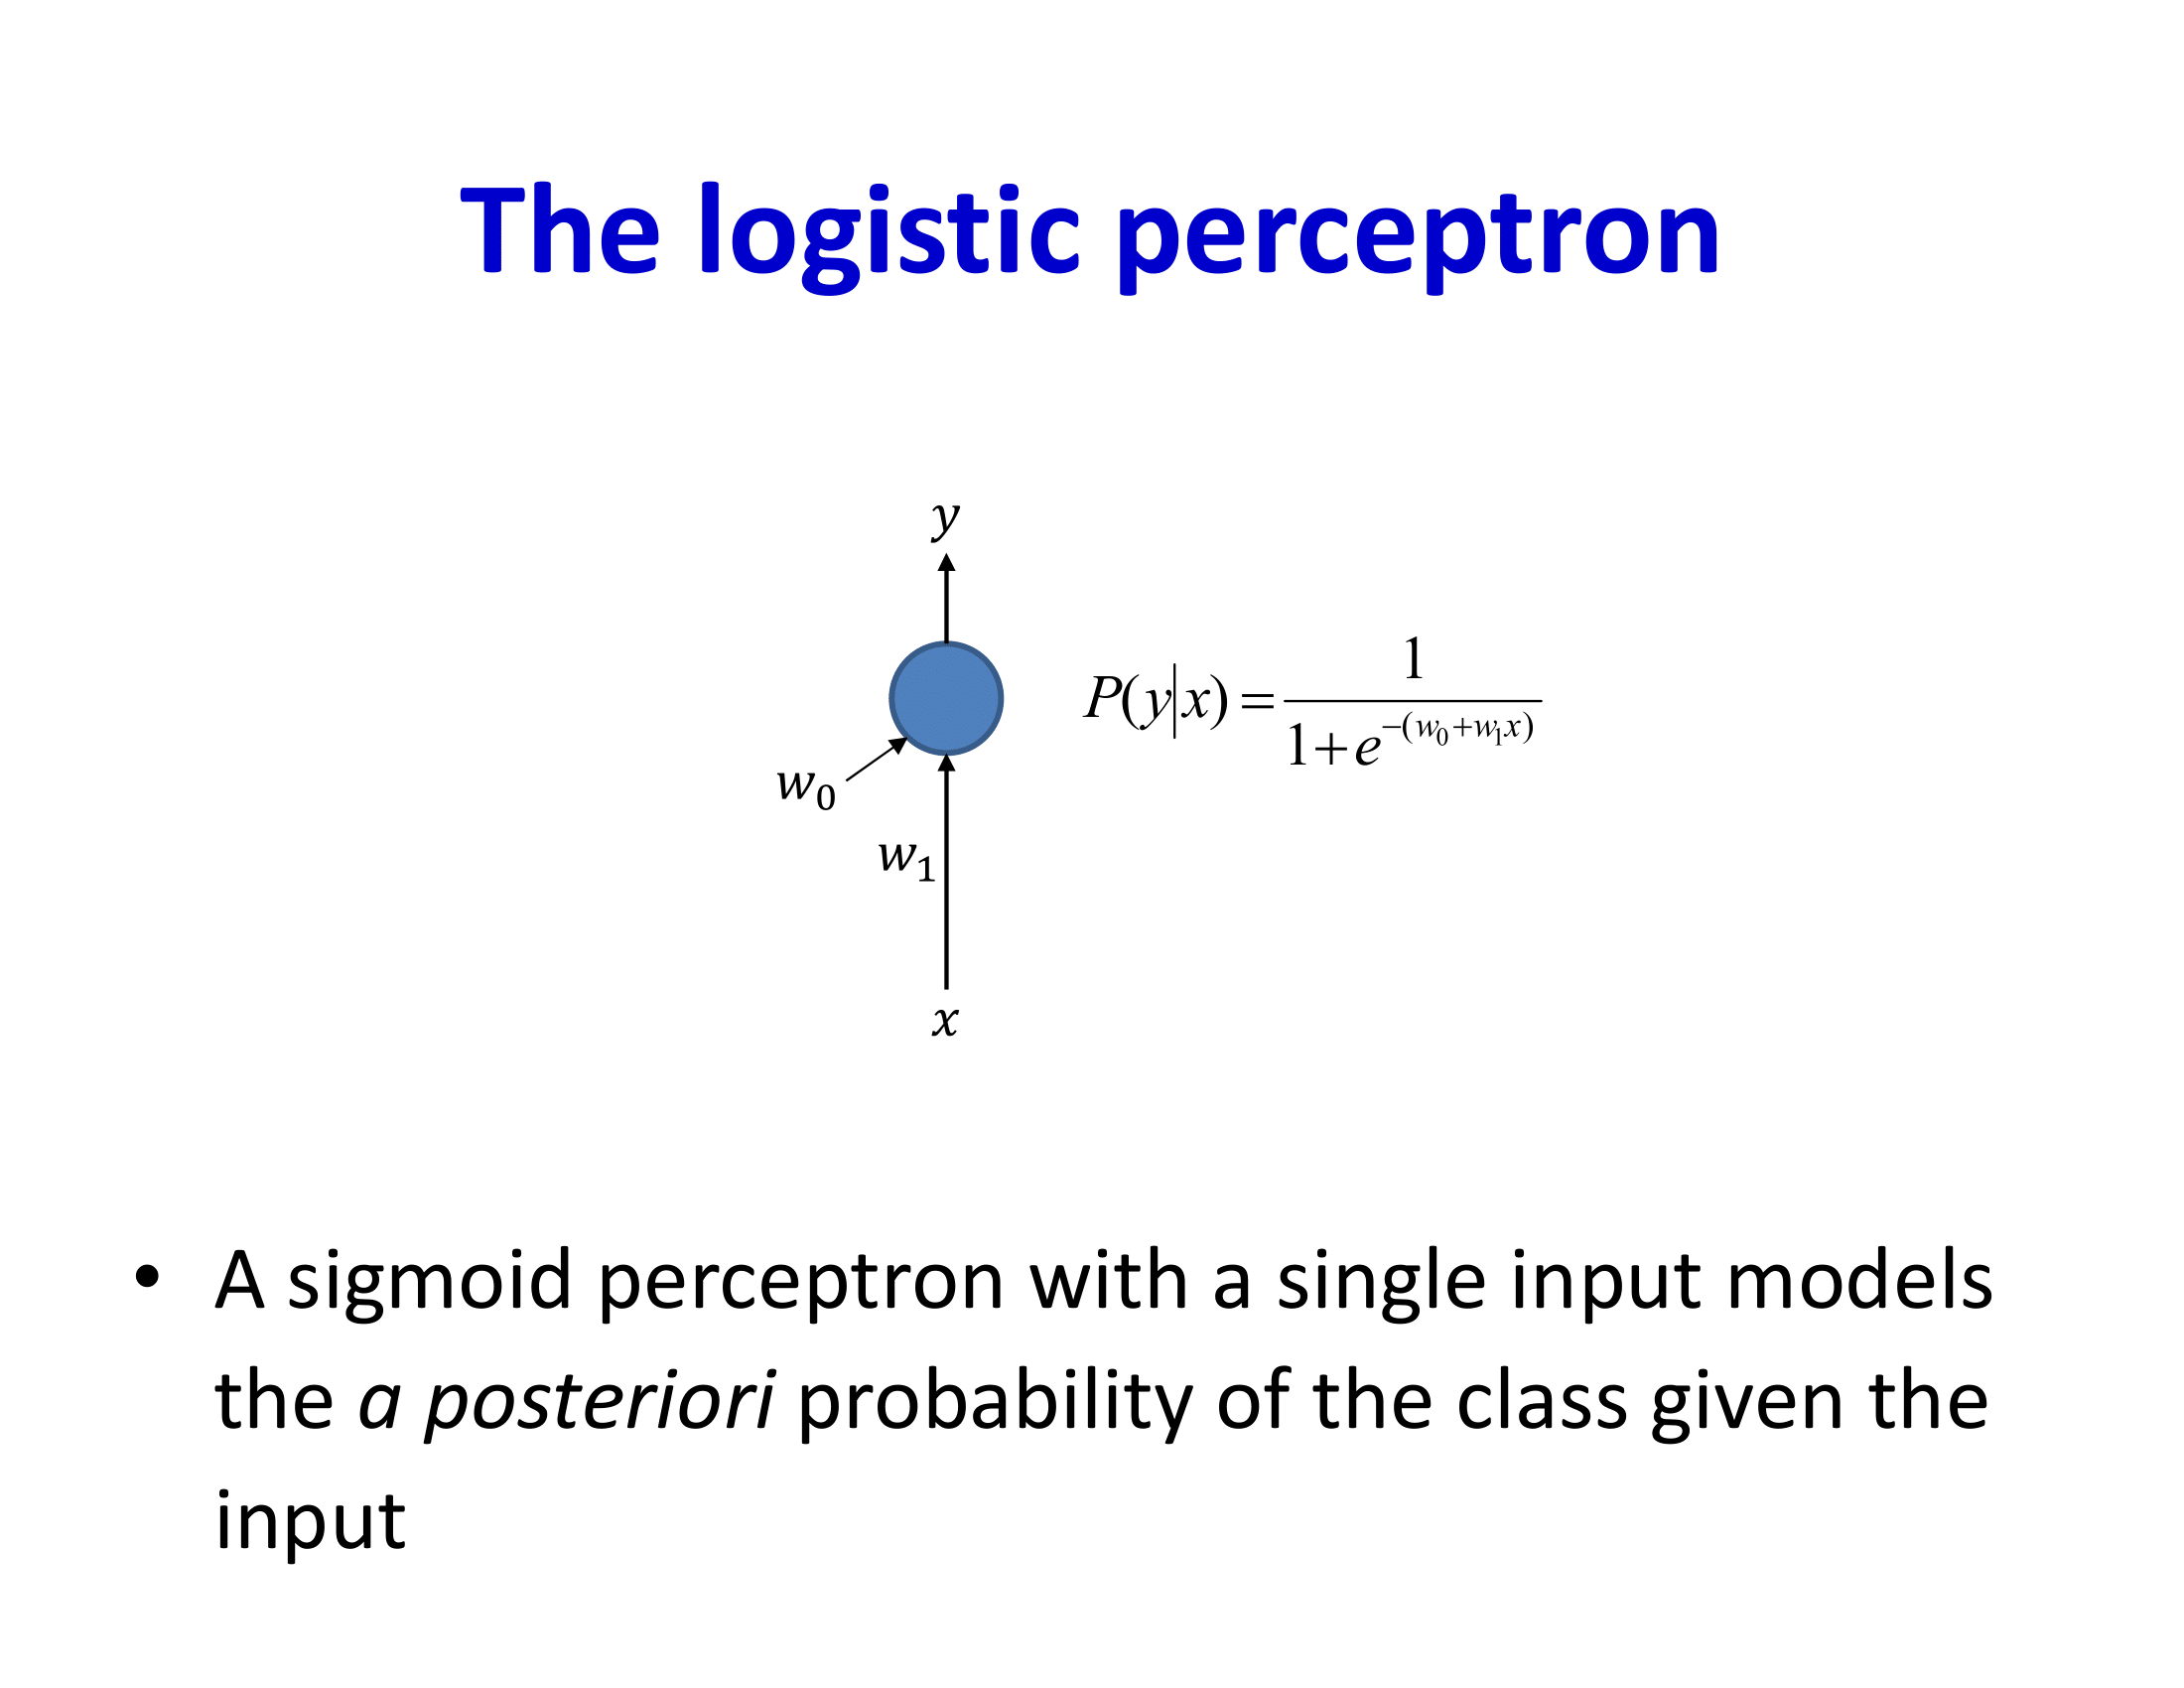 The logistic perceptron
y
P(y|x) = 1 / (1+e^{-(w_0+w_1x)})
w_0
w_1
x
• A sigmoid perceptron with a single input models
the a posteriori probability of the class given the
input